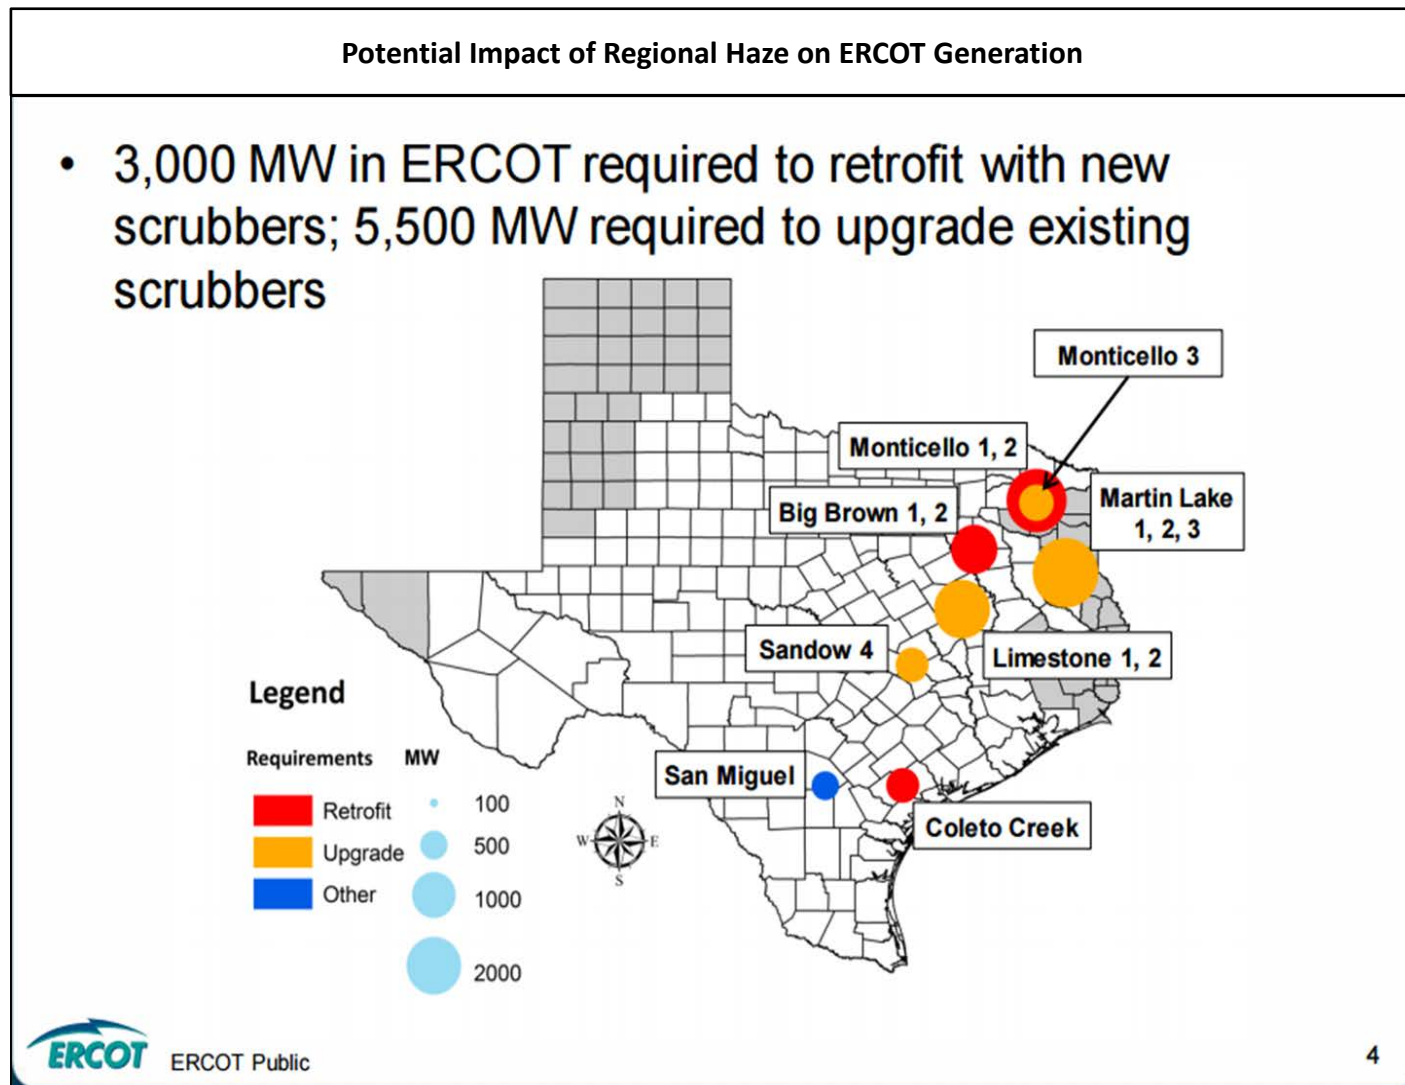 Potential Impact of Regional Haze on ERCOT Generation
• 3,000 MW in ERCOT required to retrofit with new
scrubbers; 5,500 MW required to upgrade existing
scrubbers
Monticello 3
Monticello 1, 2
Big Brown 1, 2
Martin Lake
1, 2, 3
Sandow 4
Limestone 1, 2
San Miguel
Coleto Creek
Legend
Requirements MW
Retrofit
Upgrade
Other
100
500
1000
2000
N
W E
S
ERCOT
ERCOT Public
4